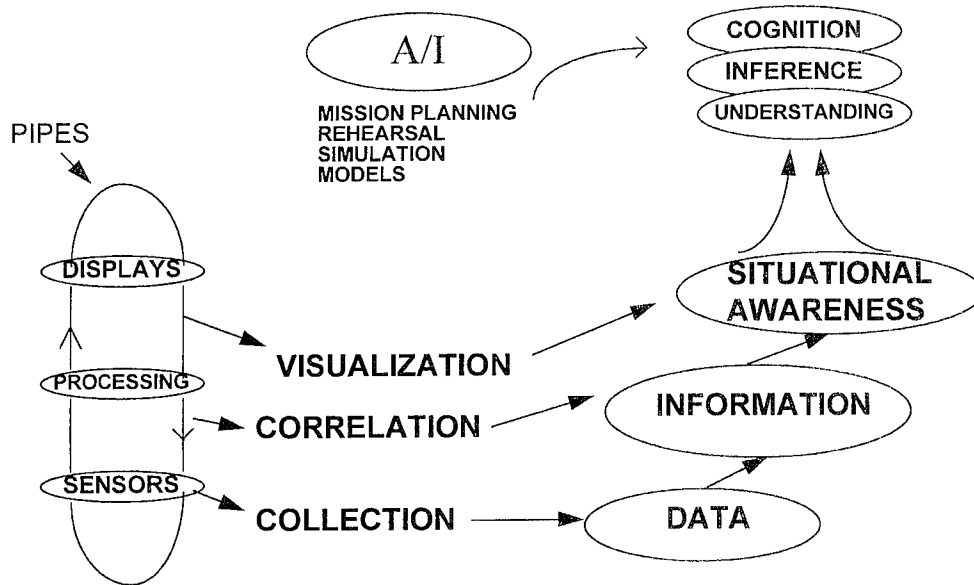 A/I
MISSION PLANNING
REHEARSAL
SIMULATION
MODELS
COGNITION
INFERENCE
UNDERSTANDING
PIPES
DISPLAYS
PROCESSING
SENSORS
VISUALIZATION
CORRELATION
COLLECTION
SITUATIONAL
AWARENESS
INFORMATION
DATA